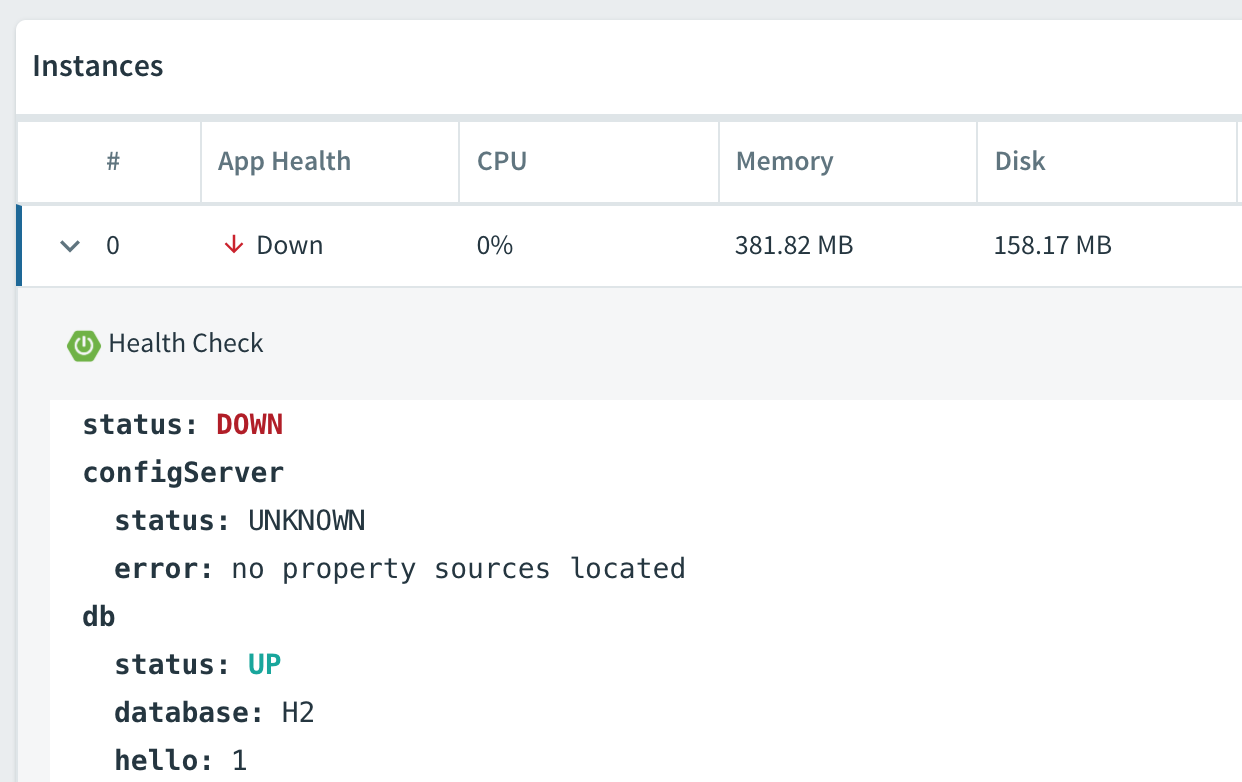 Instances
# App Health CPU Memory Disk
0 Down 0% 381.82 MB 158.17 MB
Health Check
status: DOWN
configServer
status: UNKNOWN
error: no property sources located
db
status: UP
database: H2
hello: 1